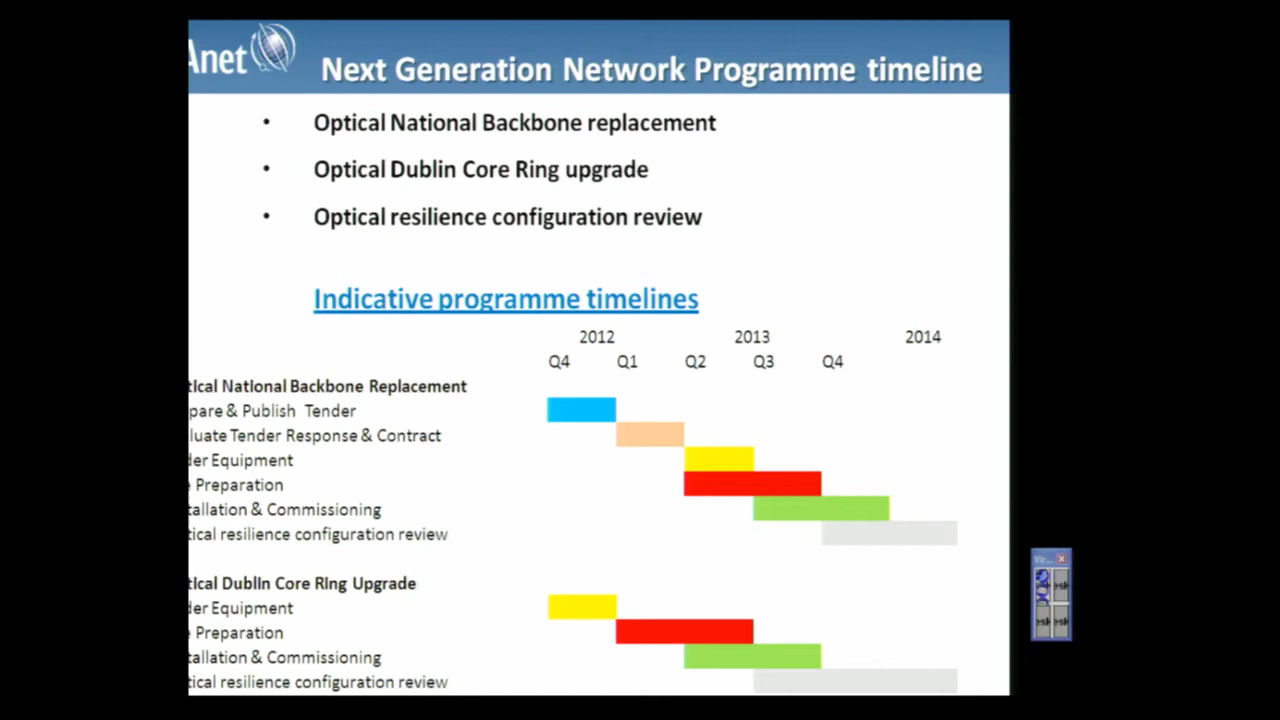 Anet
Next Generation Network Programme timeline
• Optical National Backbone replacement
• Optical Dublin Core Ring upgrade
• Optical resilience configuration review
Indicative programme timelines
2012 2013 2014
Q4 Q1 Q2 Q3 Q4
tical National Backbone Replacement
pare & Publish Tender
luate Tender Response & Contract
der Equipment
Preparation
tallation & Commissioning
tical resilience configuration review
tical Dublin Core Ring Upgrade
der Equipment
Preparation
tallation & Commissioning
tical resilience configuration review